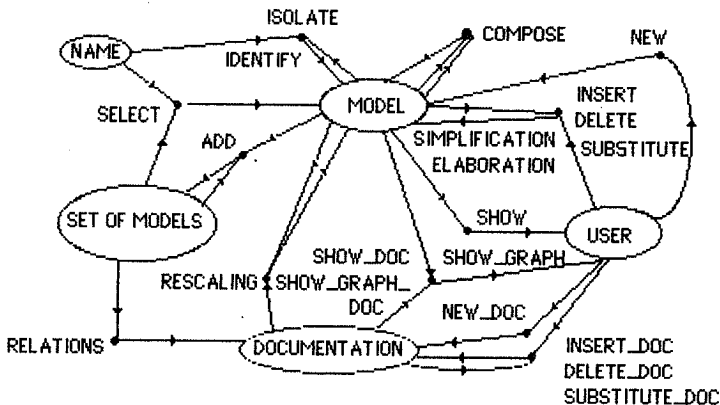 ISOLATE
COMPOSE
NEW
NAME
IDENTIFY
MODEL
INSERT
DELETE
SUBSTITUTE
SELECT
ADD
SIMPLIFICATION
ELABORATION
SET OF MODELS
SHOW
USER
SHOW_DOC
SHOW_GRAPH
RESCALING
SHOW_GRAPH_
DOC
NEW_DOC
RELATIONS
DOCUMENTATION
INSERT_DOC
DELETE_DOC
SUBSTITUTE_DOC